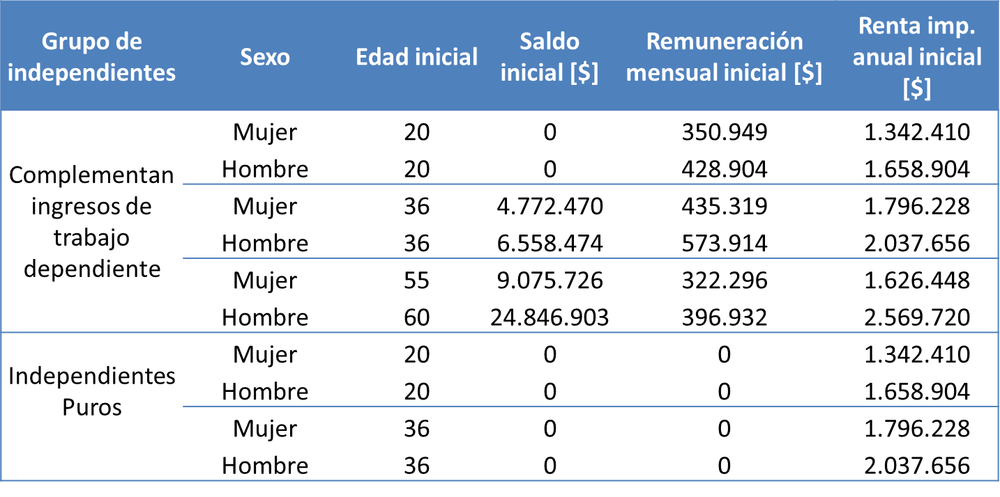 Grupo de independientes Sexo Edad inicial Saldo inicial [$] Remuneración mensual inicial [$] Renta imp. anual inicial [$]
Complementan ingresos de trabajo dependiente
Mujer 20 0 350.949 1.342.410
Hombre 20 0 428.904 1.658.904
Mujer 36 4.772.470 435.319 1.796.228
Hombre 36 6.558.474 573.914 2.037.656
Mujer 55 9.075.726 322.296 1.626.448
Hombre 60 24.846.903 396.932 2.569.720
Independientes Puros
Mujer 20 0 0 1.342.410
Hombre 20 0 0 1.658.904
Mujer 36 0 0 1.796.228
Hombre 36 0 0 2.037.656